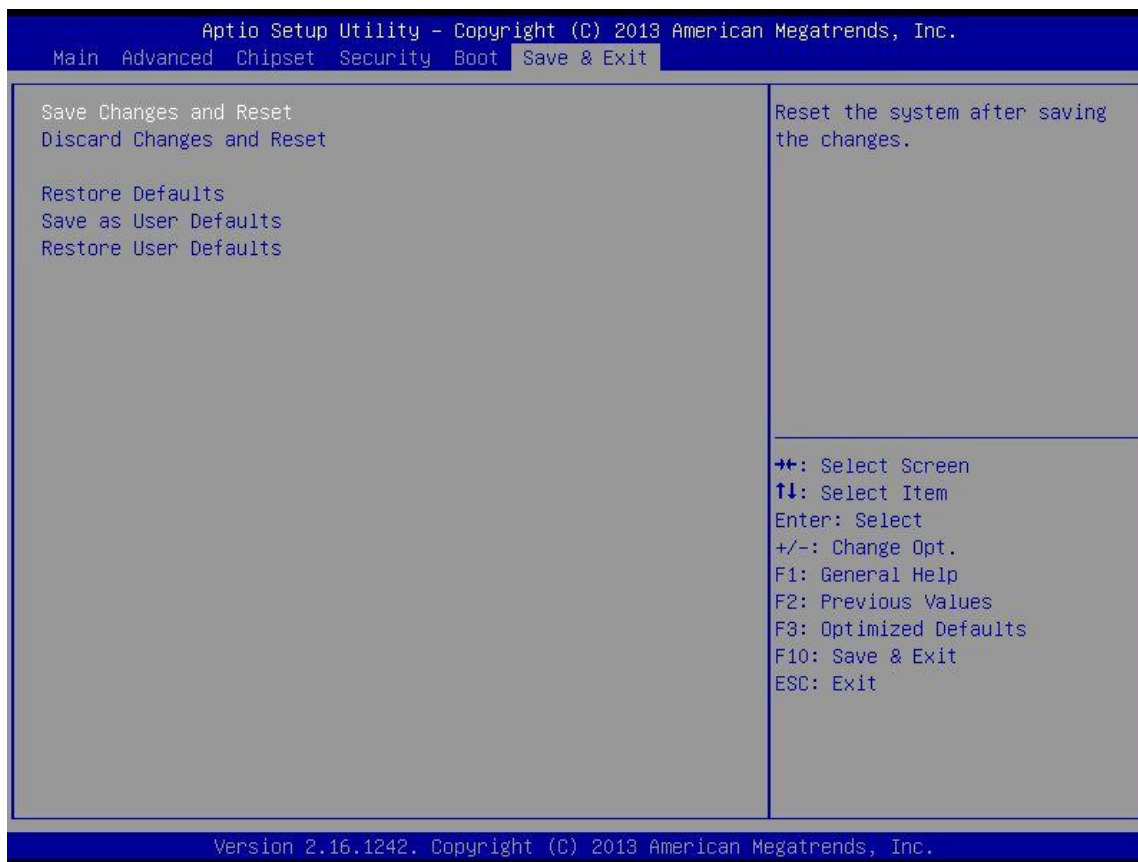 Aptio Setup Utility – Copyright (C) 2013 American Megatrends, Inc.
Main Advanced Chipset Security Boot Save & Exit
Save Changes and Reset
Discard Changes and Reset
Restore Defaults
Save as User Defaults
Restore User Defaults
Reset the system after saving
the changes.
→←: Select Screen
↑↓: Select Item
Enter: Select
+/-: Change Opt.
F1: General Help
F2: Previous Values
F3: Optimized Defaults
F10: Save & Exit
ESC: Exit
Version 2.16.1242. Copyright (C) 2013 American Megatrends, Inc.